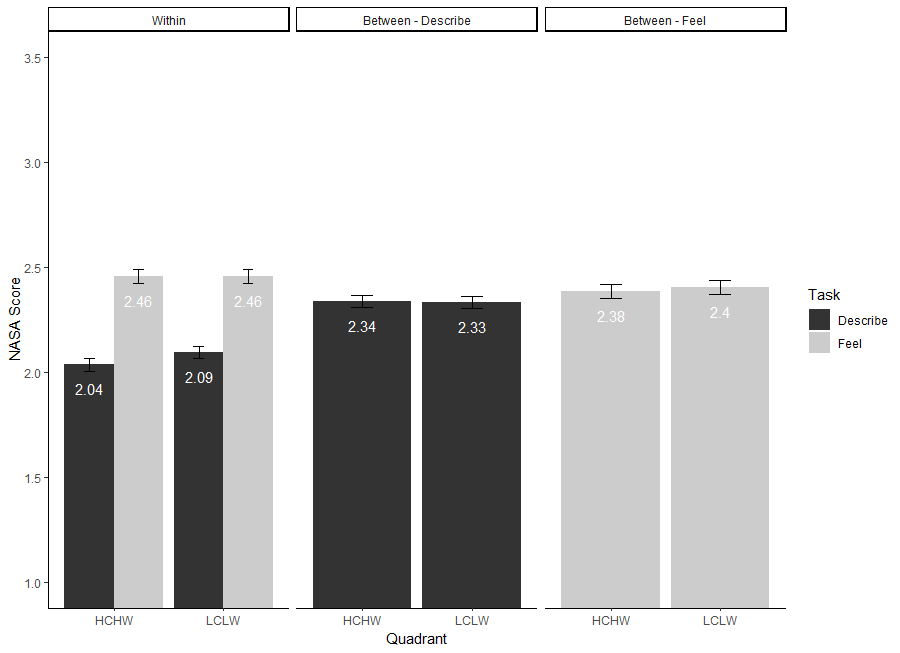 Within
Between - Describe
Between - Feel
NASA Score
3.5
3.0
2.5
2.0
1.5
1.0
2.04
2.46
2.09
2.46
2.34
2.33
2.38
2.4
HCHW
LCLW
HCHW
LCLW
HCHW
LCLW
Quadrant
Task
Describe
Feel